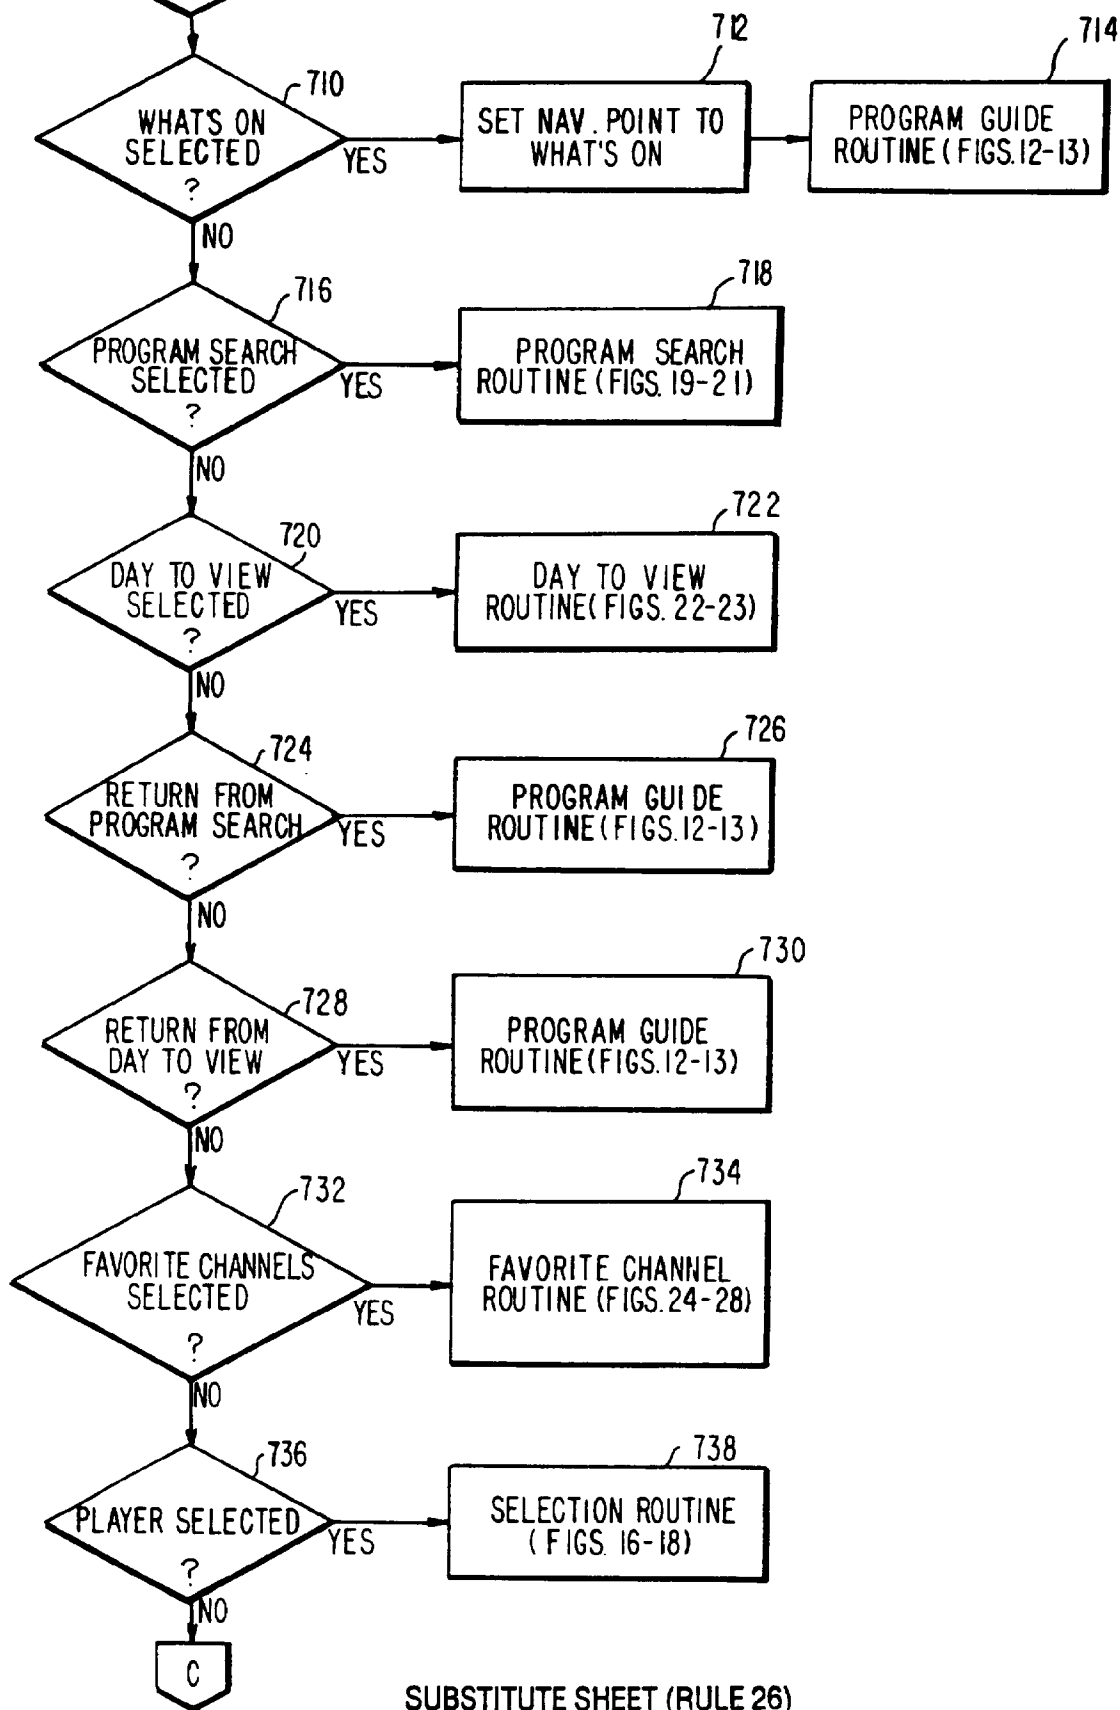 712
714
710
WHAT'S ON
SELECTED
?
YES
SET NAV. POINT TO
WHAT'S ON
PROGRAM GUIDE
ROUTINE (FIGS. 12-13)
NO
716
718
PROGRAM SEARCH
SELECTED
?
YES
PROGRAM SEARCH
ROUTINE (FIGS. 19-21)
NO
720
722
DAY TO VIEW
SELECTED
?
YES
DAY TO VIEW
ROUTINE (FIGS. 22-23)
NO
724
726
RETURN FROM
PROGRAM SEARCH
?
YES
PROGRAM GUIDE
ROUTINE (FIGS. 12-13)
NO
728
730
RETURN FROM
DAY TO VIEW
?
YES
PROGRAM GUIDE
ROUTINE (FIGS. 12-13)
NO
732
734
FAVORITE CHANNELS
SELECTED
?
YES
FAVORITE CHANNEL
ROUTINE (FIGS. 24-28)
NO
736
738
PLAYER SELECTED
?
YES
SELECTION ROUTINE
(FIGS. 16-18)
NO
C
SUBSTITUTE SHEET (RULE 26)